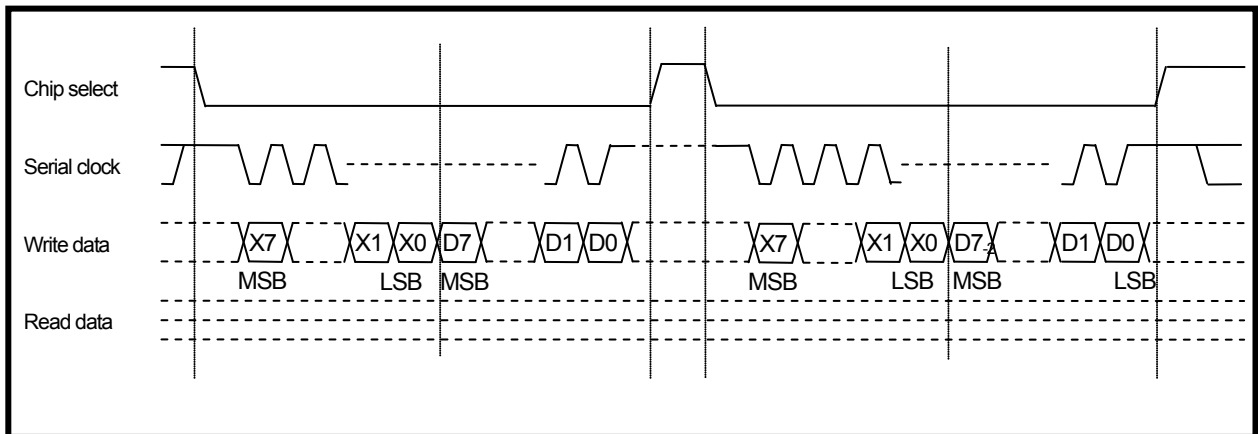 Chip select
Serial clock
Write data X7 X1 X0 D7 D1 D0 X7 X1 X0 D7-2 D1 D0
MSB LSB MSB MSB LSB MSB LSB
Read data